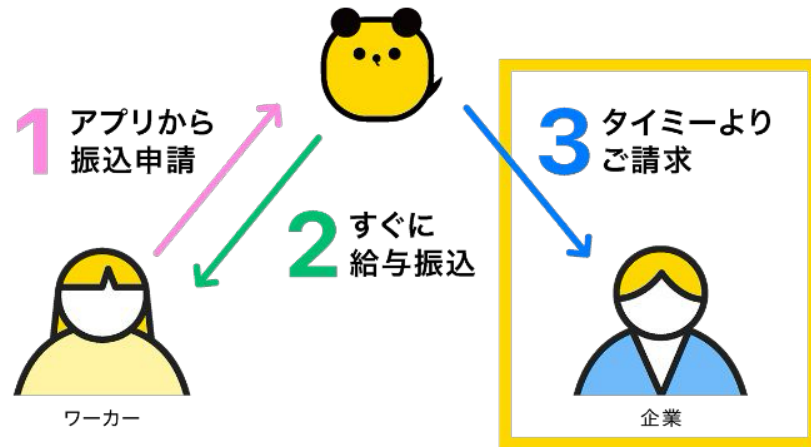 1 アプリから
振込申請
2 すぐに
給与振込
3 タイミーより
ご請求
ワーカー
企業